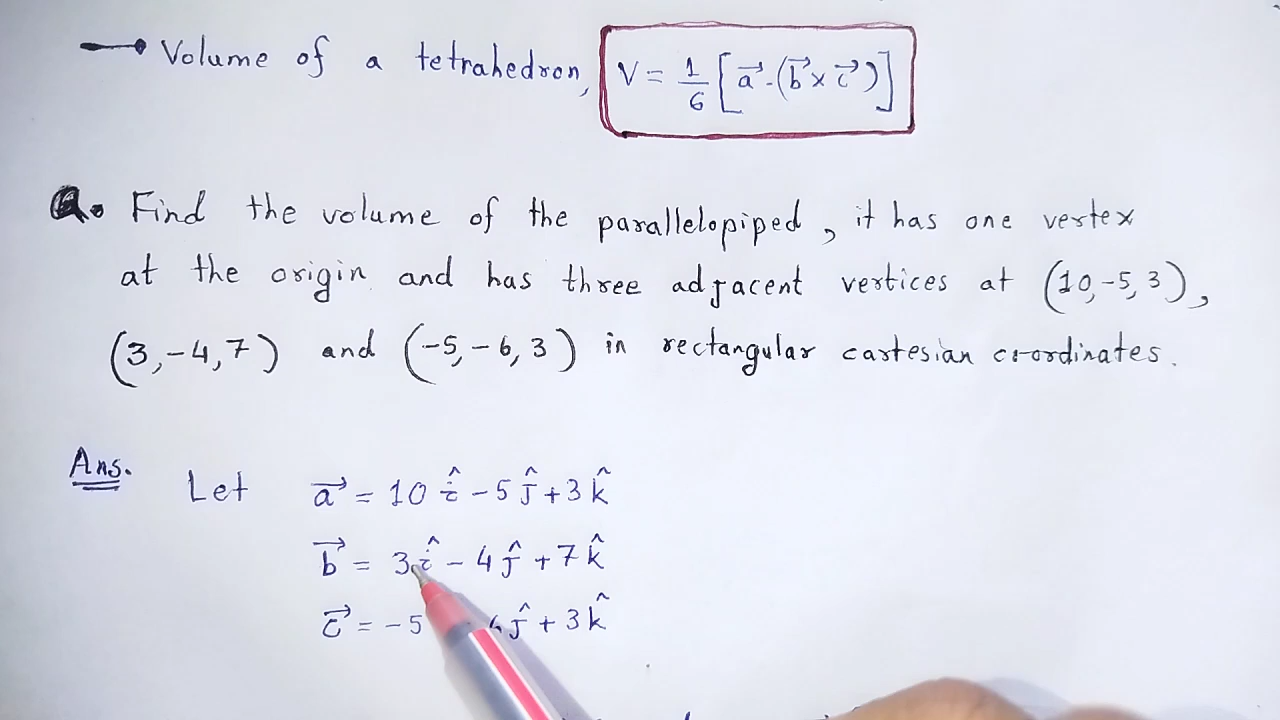 Volume of a tetrahedron, V = 1/6 [a⃗ . (b⃗ × c⃗)]
Q. Find the volume of the parallelopiped, it has one vertex
at the origin and has three adjacent vertices at (10,-5,3),
(3,-4,7) and (-5,-6,3) in rectangular cartesian coordinates.
Ans. Let a⃗ = 10 î - 5 ĵ + 3 k̂
b⃗ = 3 î - 4 ĵ + 7 k̂
c⃗ = -5 ĵ + 3 k̂